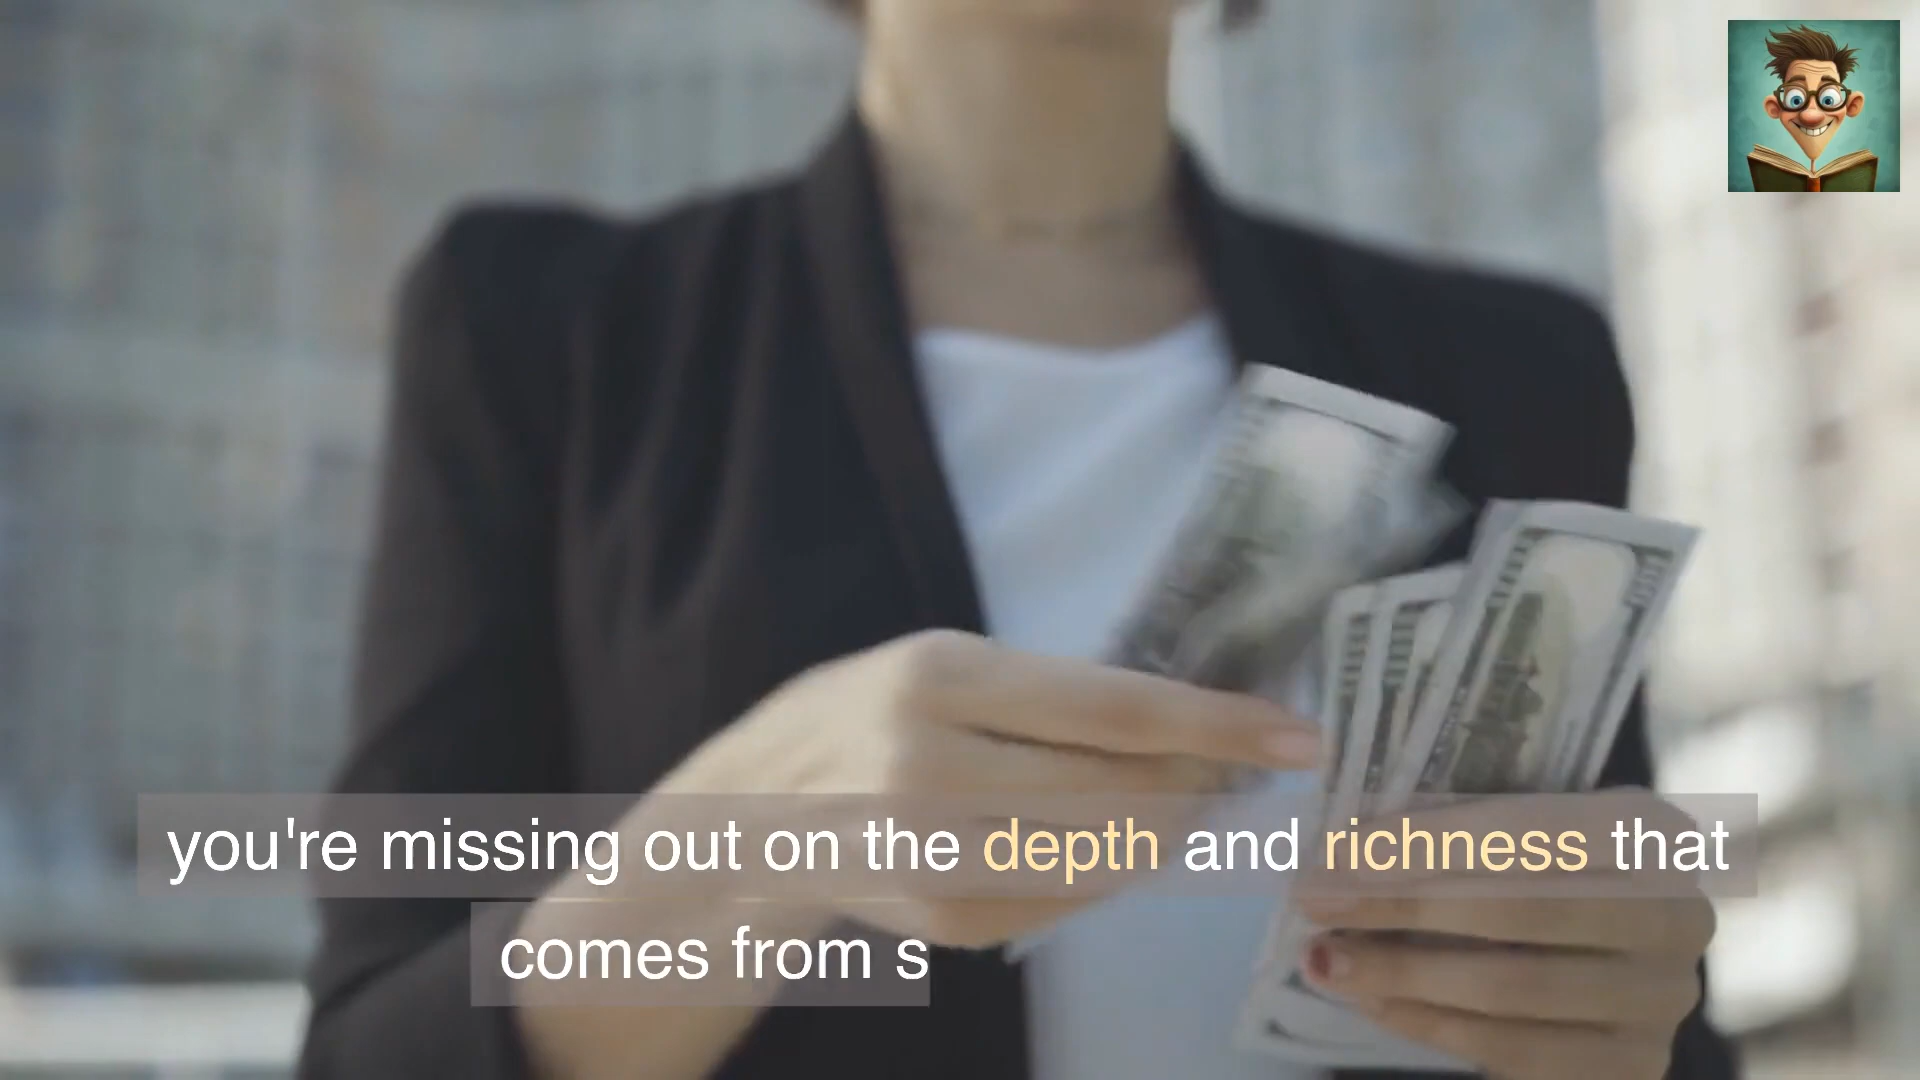 you're missing out on the depth and richness that
comes from s